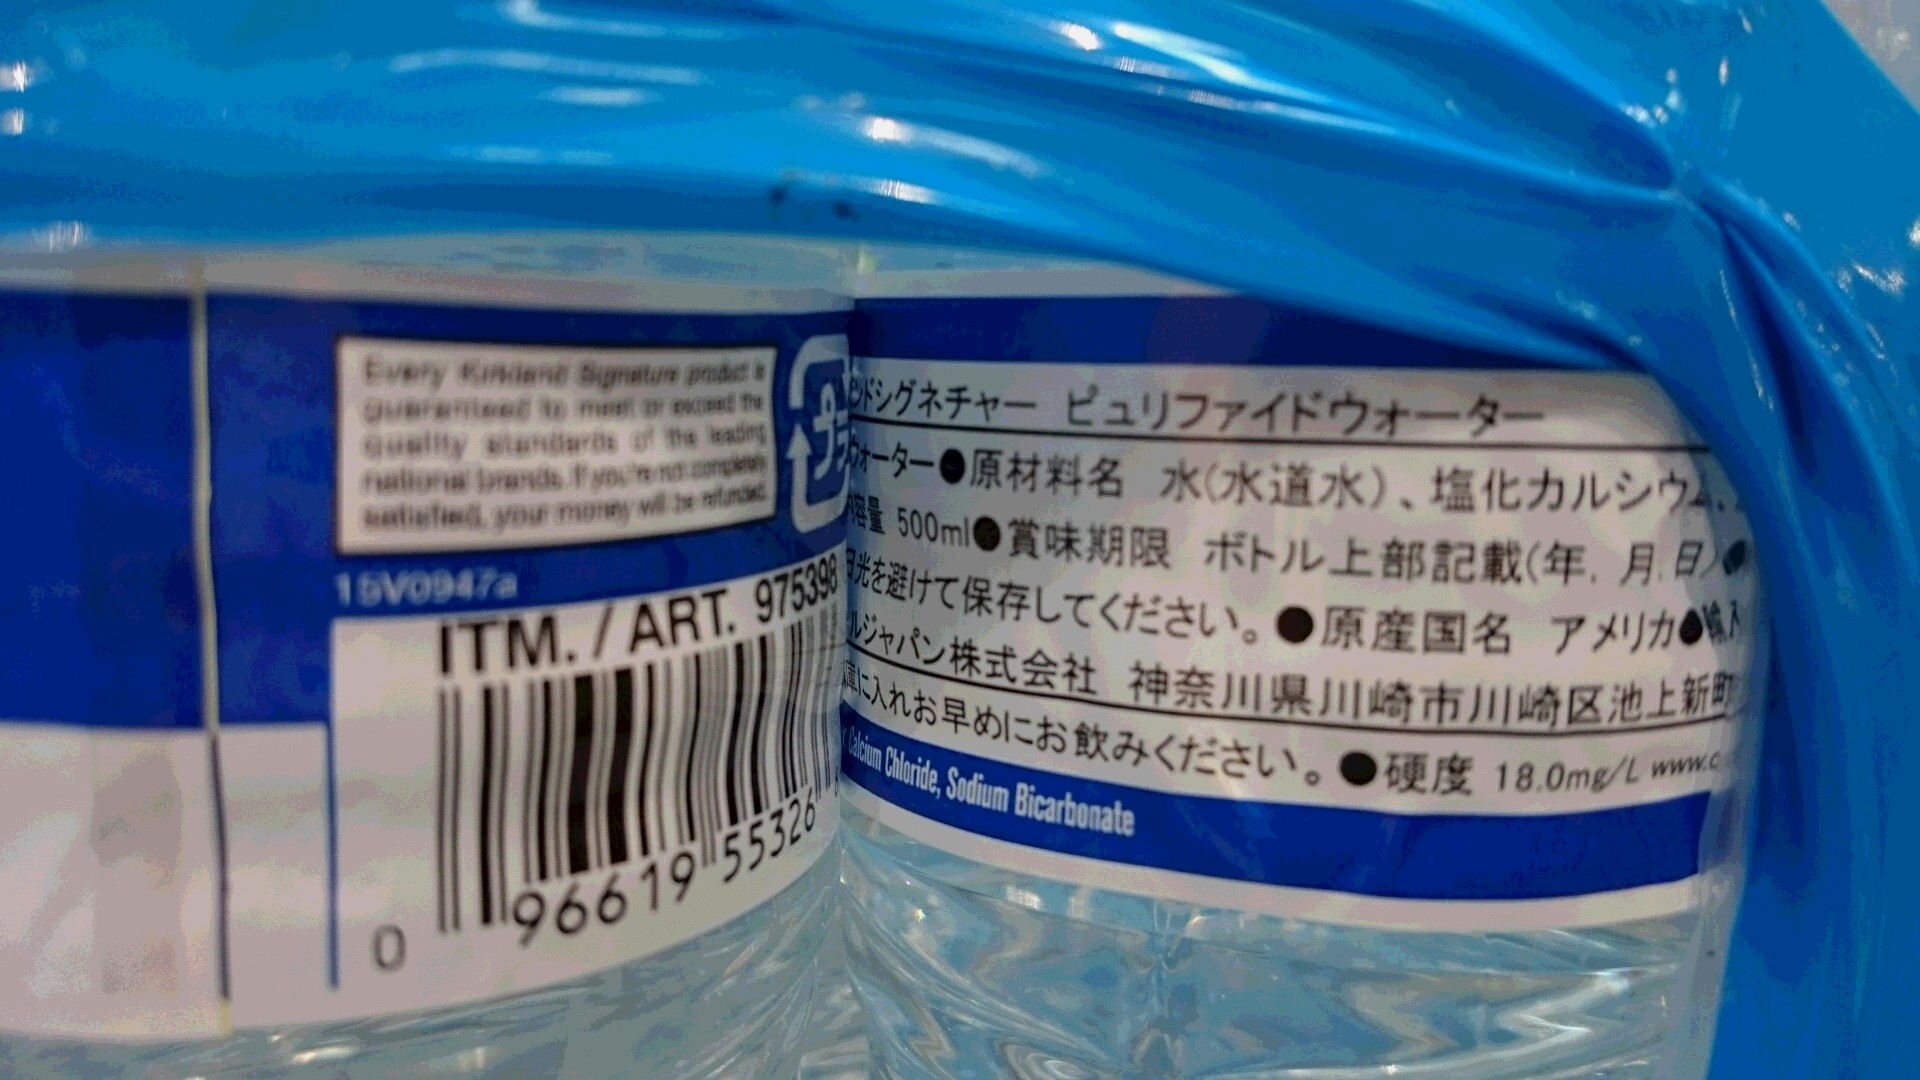 Every Kirkland Signature product is
guaranteed to meet or exceed the
quality standards of the leading
national brands. If you're not completely
satisfied, your money will be refunded.
15V0947a
ITM. / ART. 975398
0 96619 55326
ンドシグネチャー ピュリファイドウォーター
ウォーター●原材料名 水(水道水)、塩化カルシウム、
内容量 500ml●賞味期限 ボトル上部記載(年. 月. 日)●
日光を避けて保存してください。●原産国名 アメリカ●輸入
ルジャパン株式会社 神奈川県川崎市川崎区池上新町
庫に入れお早めにお飲みください。●硬度 18.0mg/L www.c
Calcium Chloride, Sodium Bicarbonate